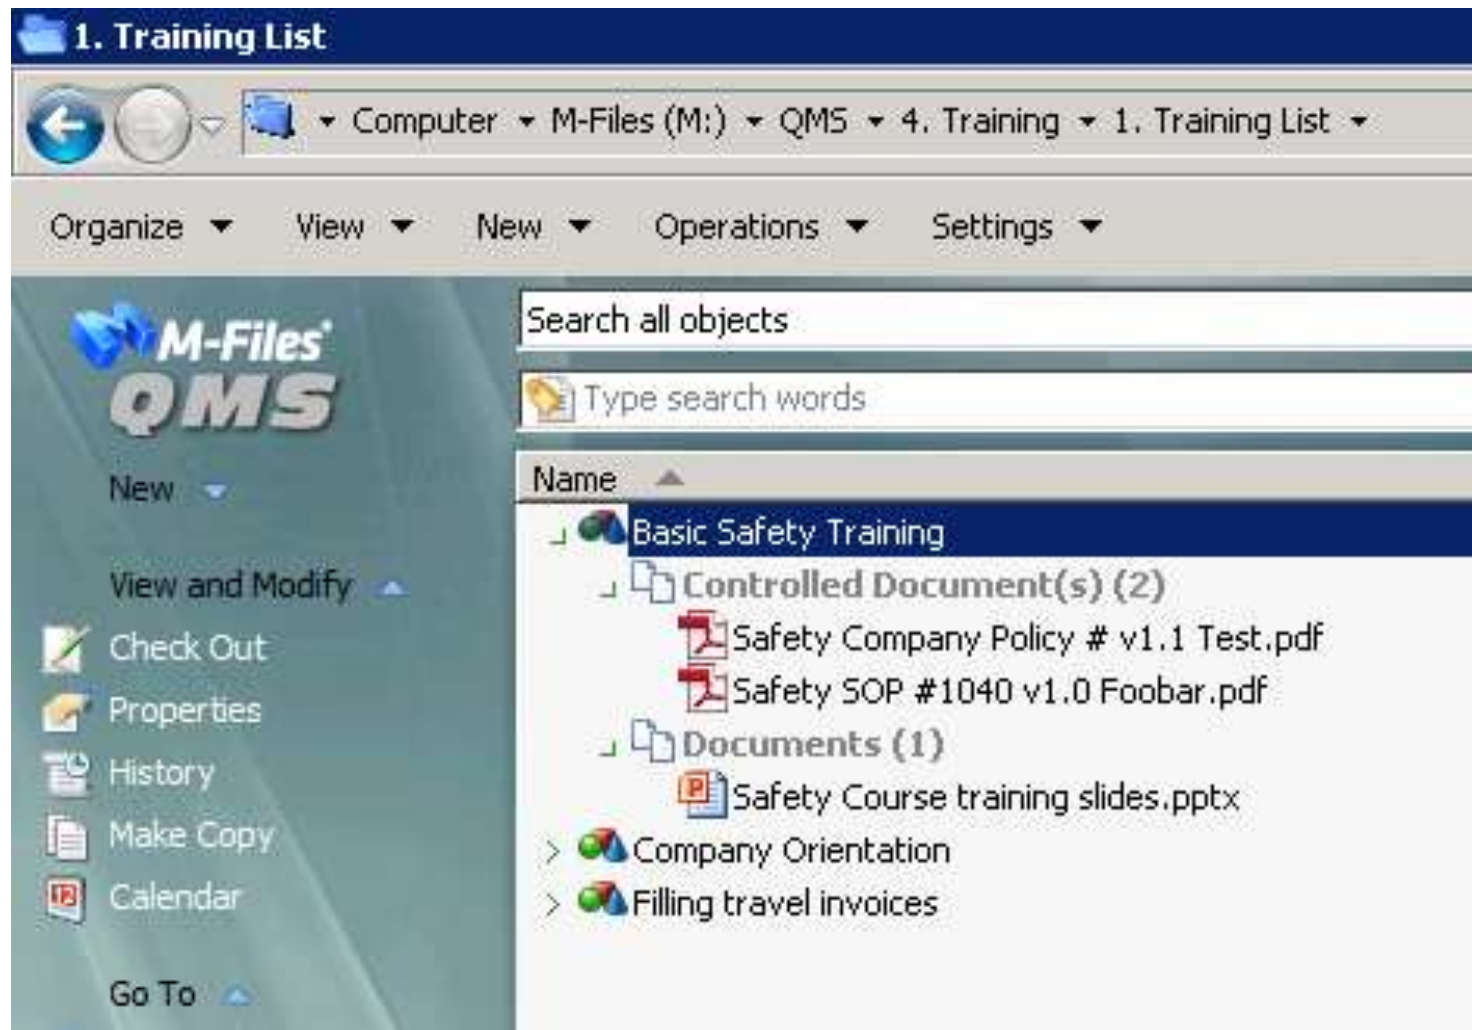 1. Training List
Computer M-Files (M:) QMS 4. Training 1. Training List
Organize View New Operations Settings
M-Files®
QMS
New
View and Modify
Check Out
Properties
History
Make Copy
12
Calendar
Go To
Search all objects
Type search words
Name
Basic Safety Training
Controlled Document(s) (2)
Safety Company Policy # v1.1 Test.pdf
Safety SOP #1040 v1.0 Foobar.pdf
Documents (1)
P
Safety Course training slides.pptx
Company Orientation
Filling travel invoices